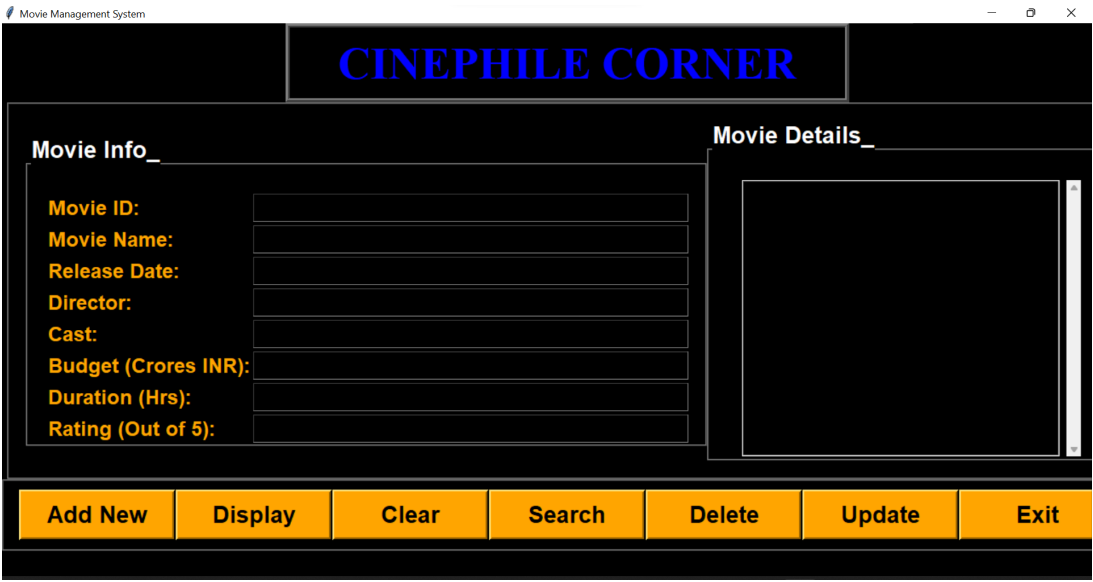 Movie Management System
CINEPHILE CORNER
Movie Info_
Movie ID:
Movie Name:
Release Date:
Director:
Cast:
Budget (Crores INR):
Duration (Hrs):
Rating (Out of 5):
Movie Details_
Add New Display Clear Search Delete Update Exit